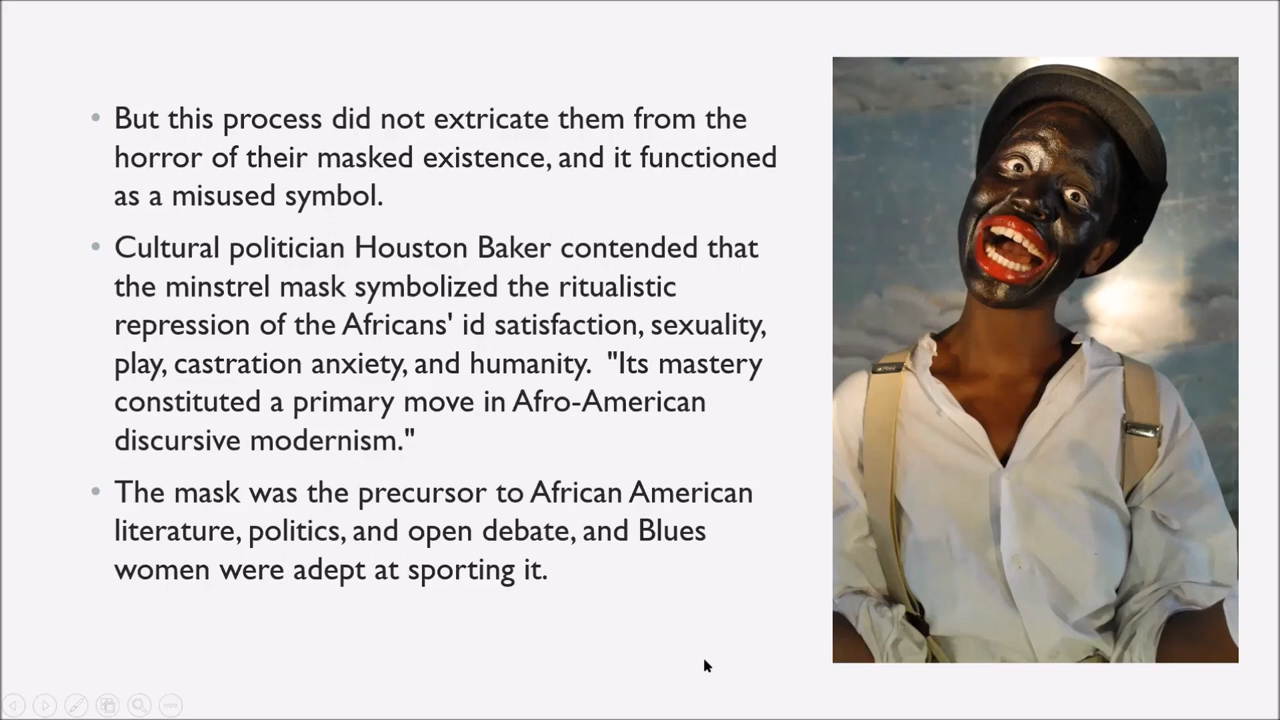 But this process did not extricate them from the
horror of their masked existence, and it functioned
as a misused symbol.
Cultural politician Houston Baker contended that
the minstrel mask symbolized the ritualistic
repression of the Africans' id satisfaction, sexuality,
play, castration anxiety, and humanity.  "Its mastery
constituted a primary move in Afro-American
discursive modernism."
The mask was the precursor to African American
literature, politics, and open debate, and Blues
women were adept at sporting it.